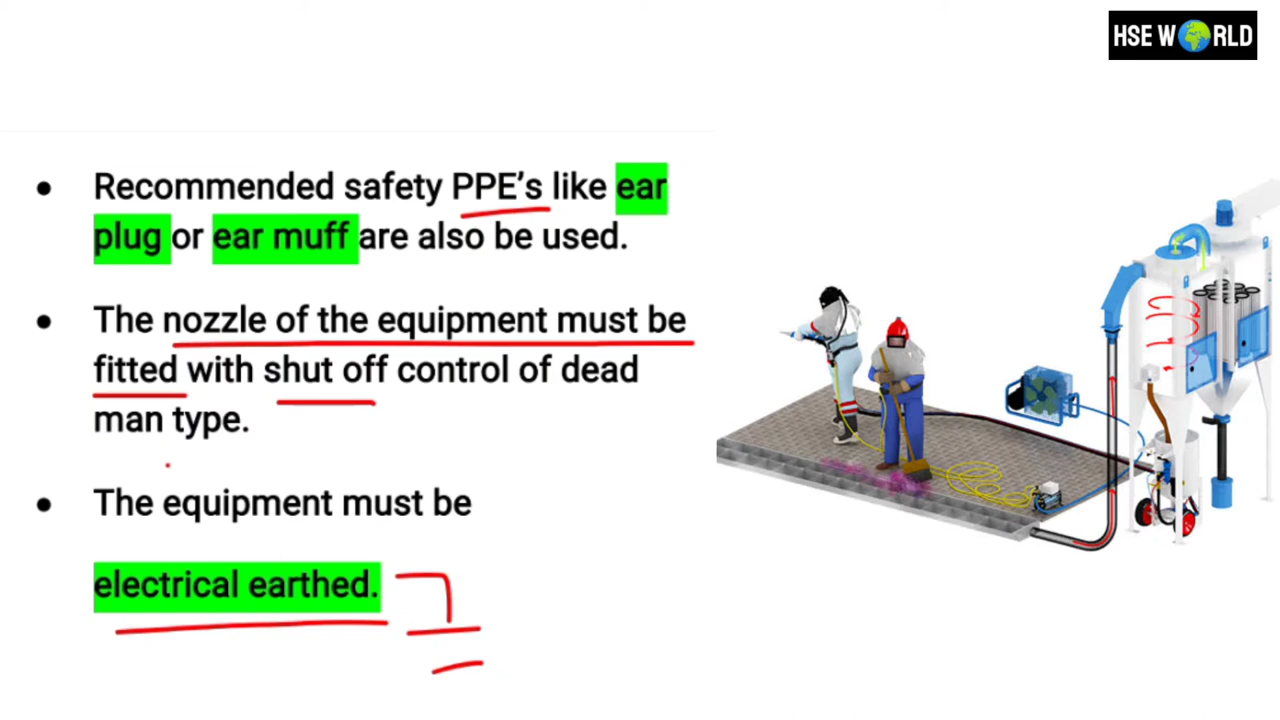 HSE WORLD
Recommended safety PPE's like ear
plug or ear muff are also be used.
The nozzle of the equipment must be
fitted with shut off control of dead
man type.
The equipment must be
electrical earthed.